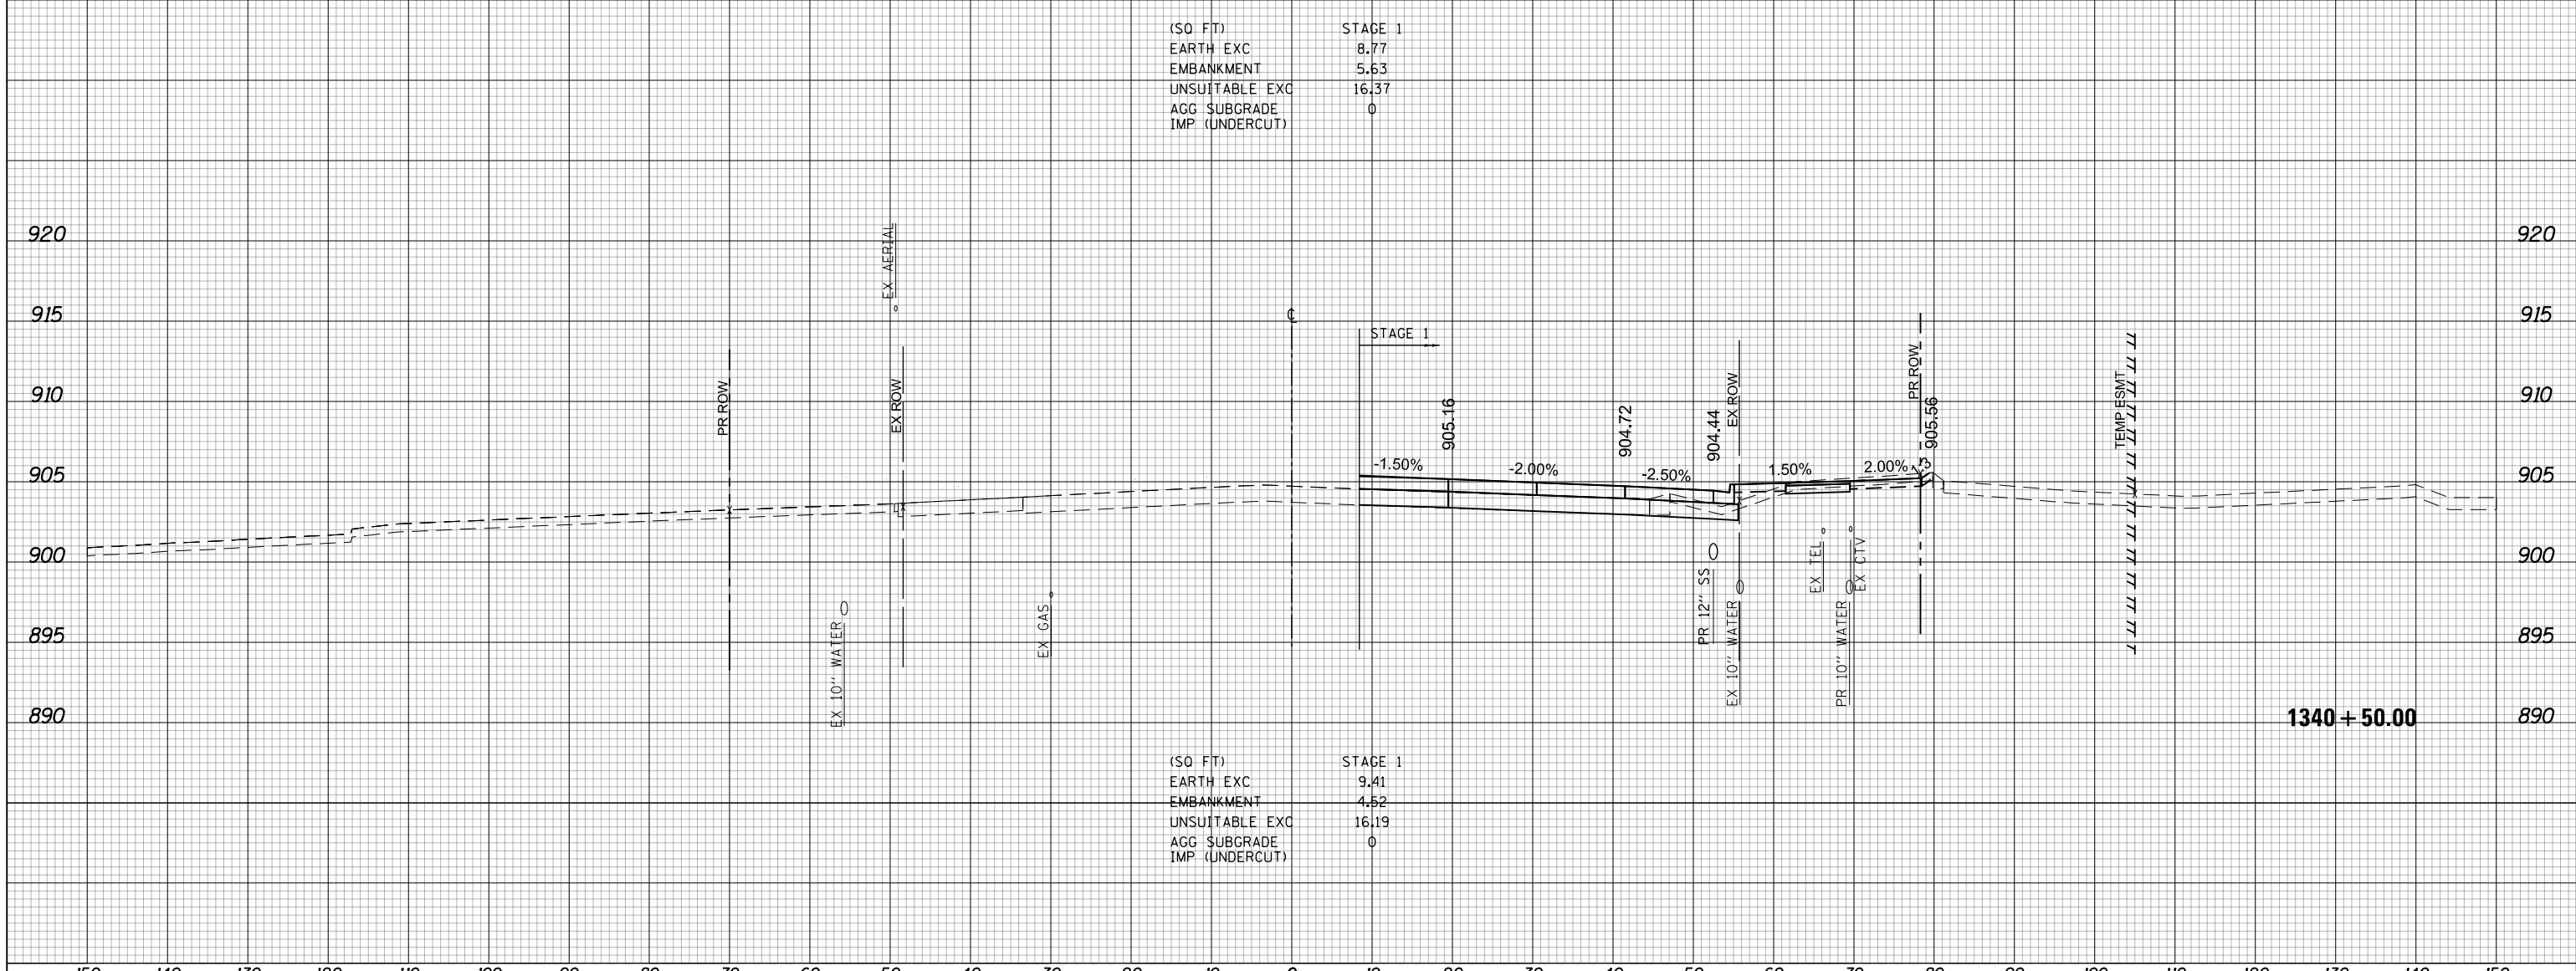 (SQ FT) STAGE 1
EARTH EXC 8.77
EMBANKMENT 5.63
UNSUITABLE EXC 16.37
AGG SUBGRADE 0
IMP (UNDERCUT)
920 920
EX AERIAL
915 915
℄
STAGE 1
910 910
PR ROW
EX ROW
905.16
904.72
904.44
EX ROW
PR ROW
905.56
TEMP ESMT
905 905
-1.50%
-2.00%
-2.50%
1.50%
2.00%
1:3
900 900
EX 10'' WATER
EX GAS
PR 12'' SS
EX 10'' WATER
EX TEL
PR 10'' WATER
EX CTV
895 895
890 890
1340+50.00
(SQ FT) STAGE 1
EARTH EXC 9.41
EMBANKMENT 4.52
UNSUITABLE EXC 16.19
AGG SUBGRADE 0
IMP (UNDERCUT)